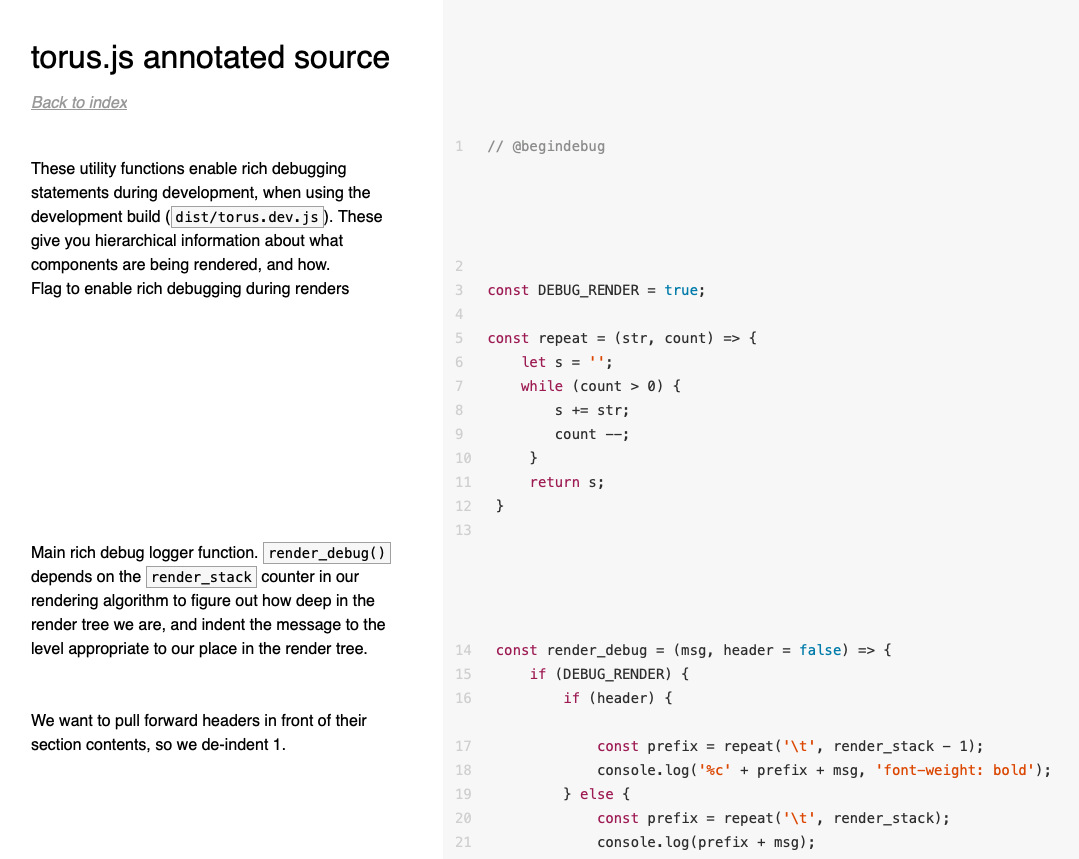 torus.js annotated source
Back to index
1 // @begindebug
These utility functions enable rich debugging
statements during development, when using the
development build (dist/torus.dev.js). These
give you hierarchical information about what
components are being rendered, and how.
Flag to enable rich debugging during renders
2
3 const DEBUG_RENDER = true;
4
5 const repeat = (str, count) => {
6     let s = '';
7     while (count > 0) {
8         s += str;
9         count --;
10     }
11     return s;
12 }
13
Main rich debug logger function. render_debug()
depends on the render_stack counter in our
rendering algorithm to figure out how deep in the
render tree we are, and indent the message to the
level appropriate to our place in the render tree.
14 const render_debug = (msg, header = false) => {
15     if (DEBUG_RENDER) {
16         if (header) {
We want to pull forward headers in front of their
section contents, so we de-indent 1.
17             const prefix = repeat('\t', render_stack - 1);
18             console.log('%c' + prefix + msg, 'font-weight: bold');
19         } else {
20             const prefix = repeat('\t', render_stack);
21             console.log(prefix + msg);